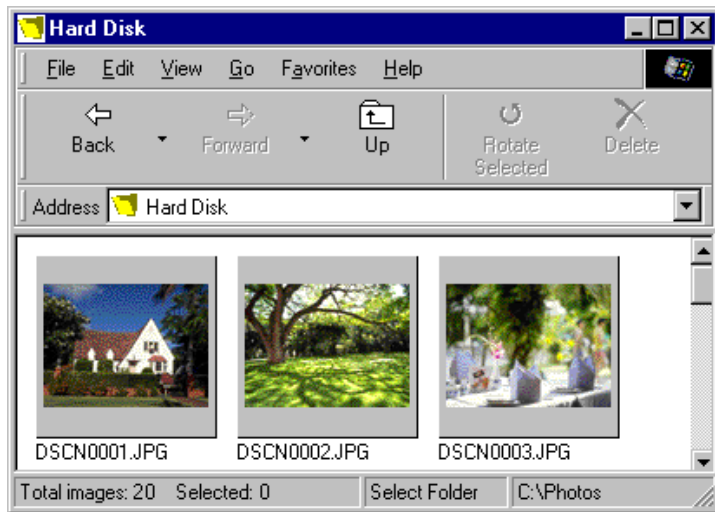 Hard Disk
File Edit View Go Favorites Help
Back Forward Up Rotate Selected Delete
Address Hard Disk
DSCN0001.JPG DSCN0002.JPG DSCN0003.JPG
Total images: 20 Selected: 0 Select Folder C:\Photos